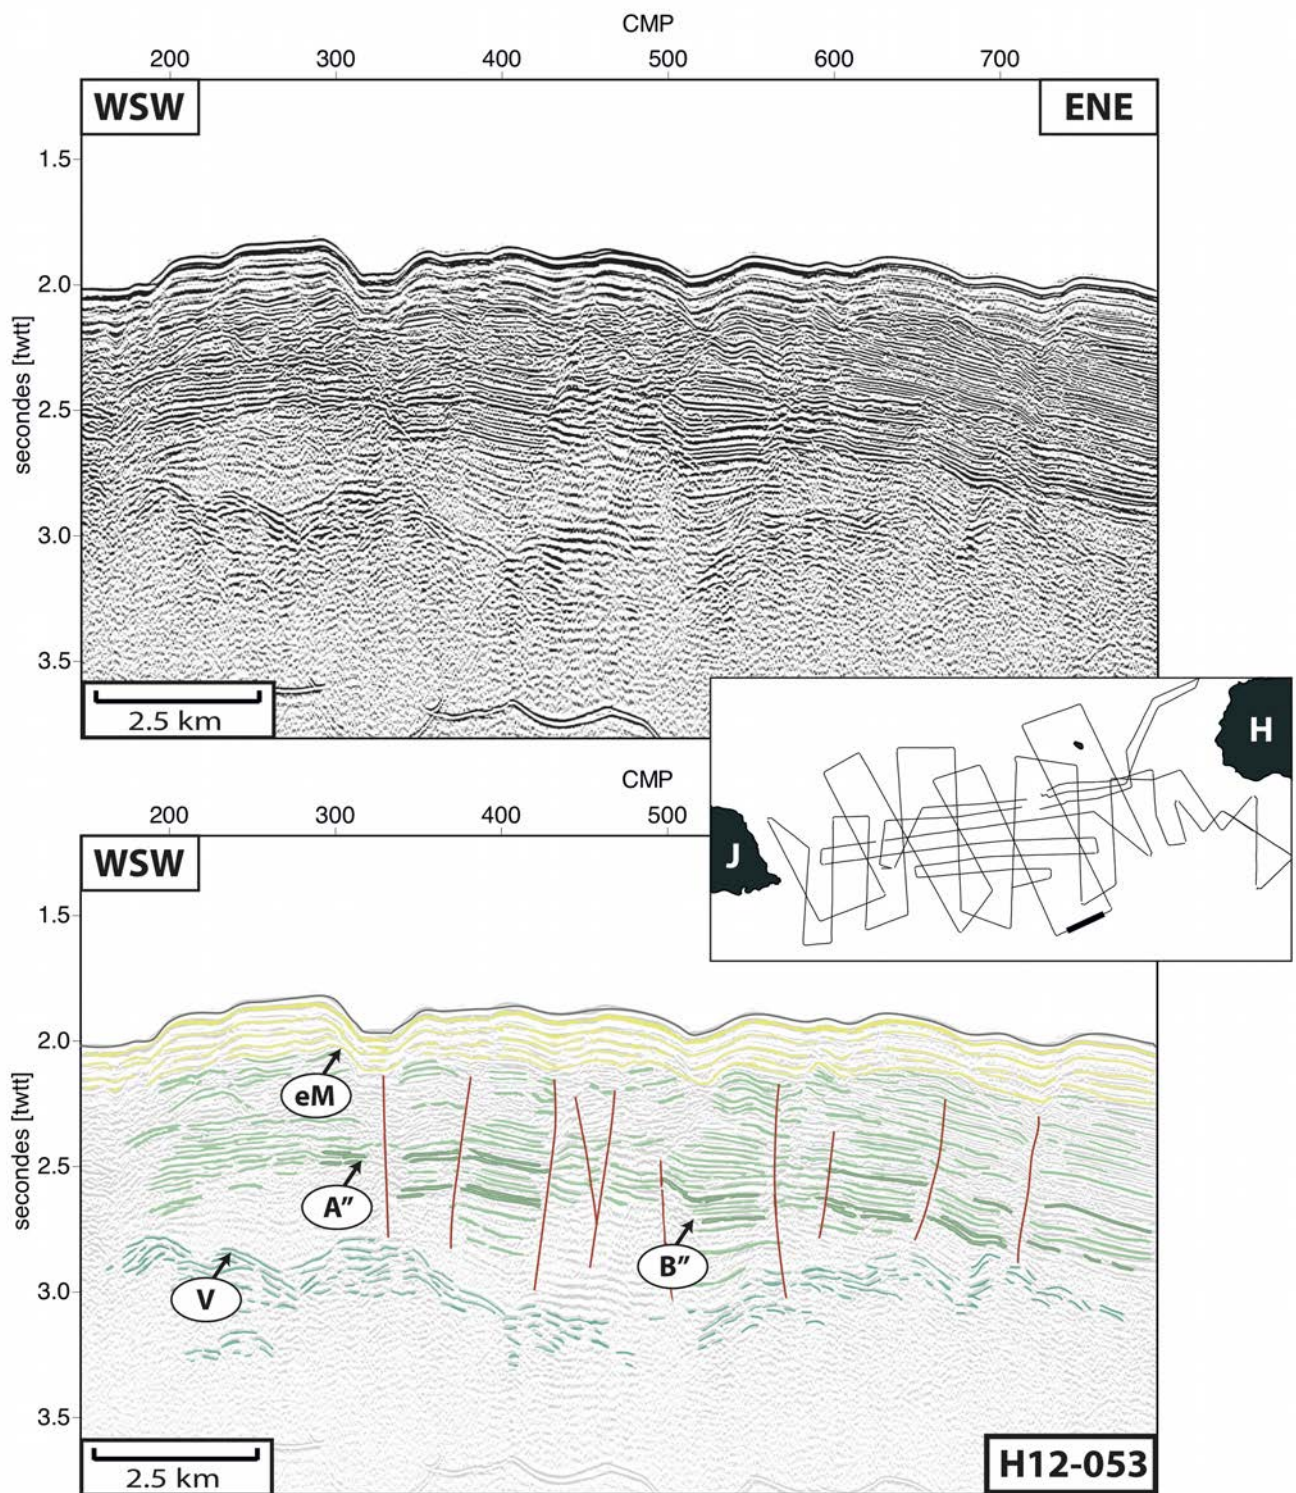 CMP
200 300 400 500 600 700
WSW ENE
1.5
2.0
2.5
3.0
3.5
secondes [twtt]
2.5 km
H
J
CMP
200 300 400 500
WSW
1.5
2.0
2.5
3.0
3.5
secondes [twtt]
eM
A”
B”
V
2.5 km
H12-053